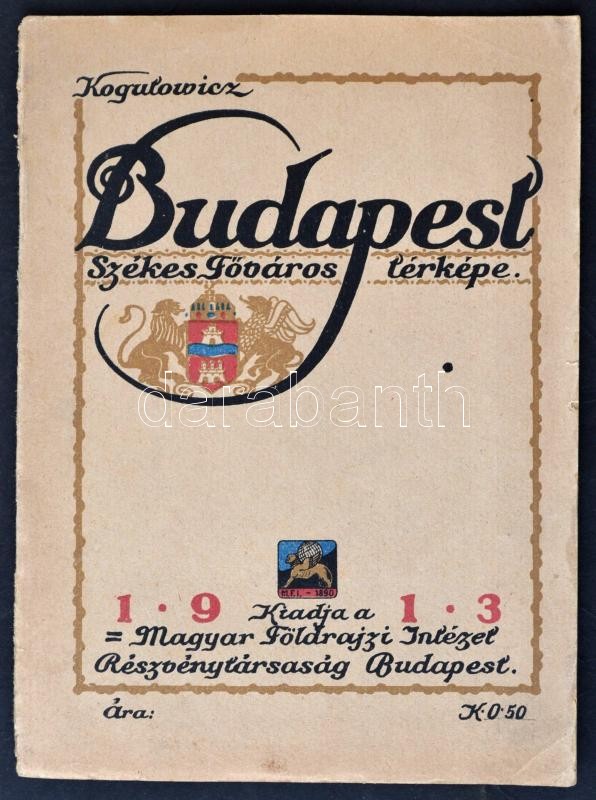 Kogutowicz
Budapest
Székes Főváros térképe.
darabanth
M.F.I. - 1890
1 · 9 Kiadja a 1 · 3
= Magyar Földrajzi Intézet
Részvénytársaság Budapest.
Ára: K·0·50